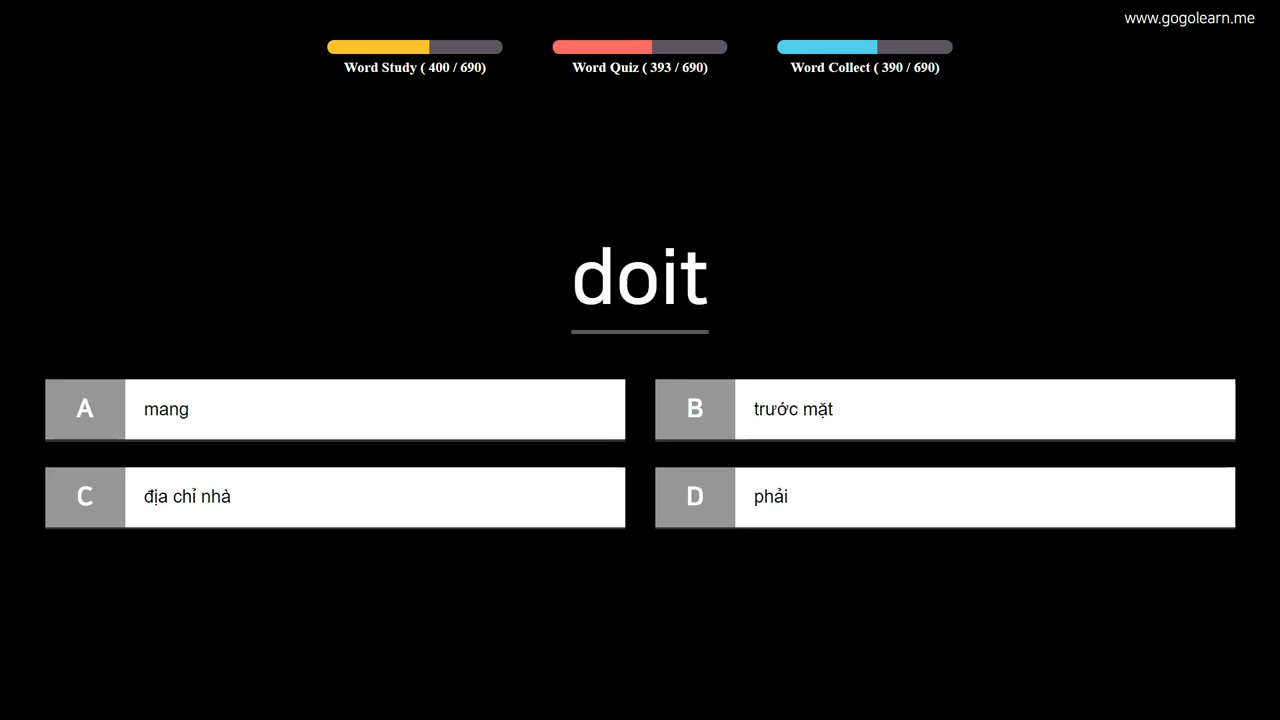 www.gogolearn.me
Word Study ( 400 / 690)
Word Quiz ( 393 / 690)
Word Collect ( 390 / 690)
doit
A mang
B trước mặt
C địa chỉ nhà
D phải